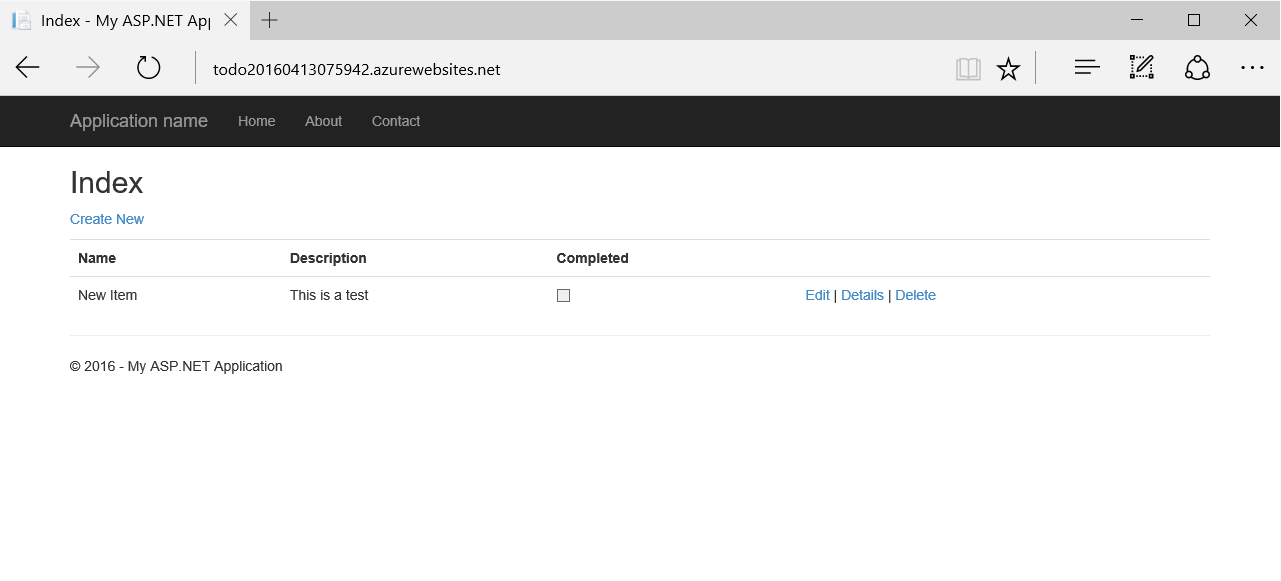 Index - My ASP.NET Ap
todo20160413075942.azurewebsites.net
Application name Home About Contact
Index
Create New
Name Description Completed
New Item This is a test Edit | Details | Delete
© 2016 - My ASP.NET Application